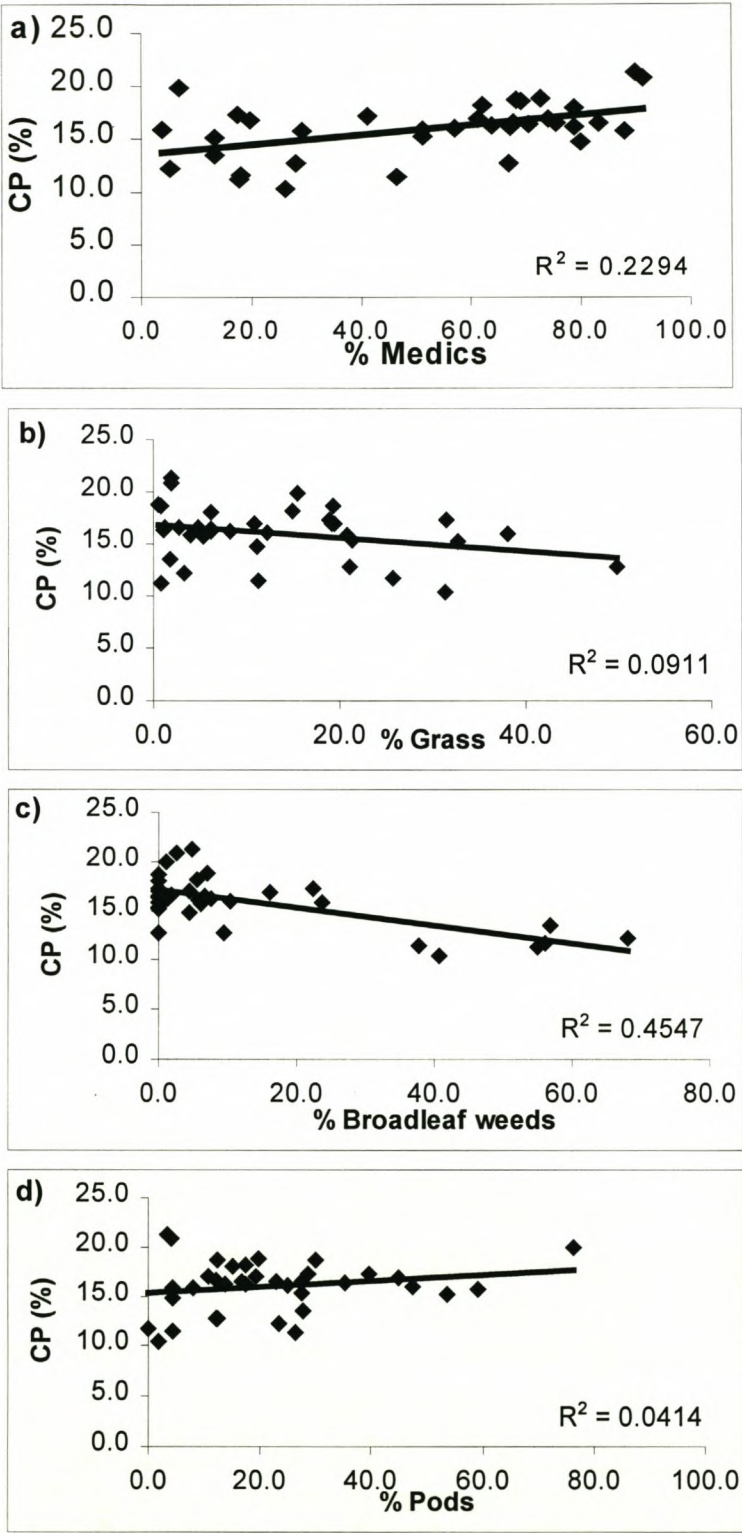 a) 25.0
20.0
15.0
10.0
5.0
0.0
CP (%)
R² = 0.2294
0.0 20.0 40.0 60.0 80.0 100.0
% Medics
b) 25.0
20.0
15.0
10.0
5.0
0.0
CP (%)
R² = 0.0911
0.0 20.0 40.0 60.0
% Grass
c) 25.0
20.0
15.0
10.0
5.0
0.0
CP (%)
R² = 0.4547
0.0 20.0 40.0 60.0 80.0
% Broadleaf weeds
d) 25.0
20.0
15.0
10.0
5.0
0.0
CP (%)
R² = 0.0414
0.0 20.0 40.0 60.0 80.0 100.0
% Pods